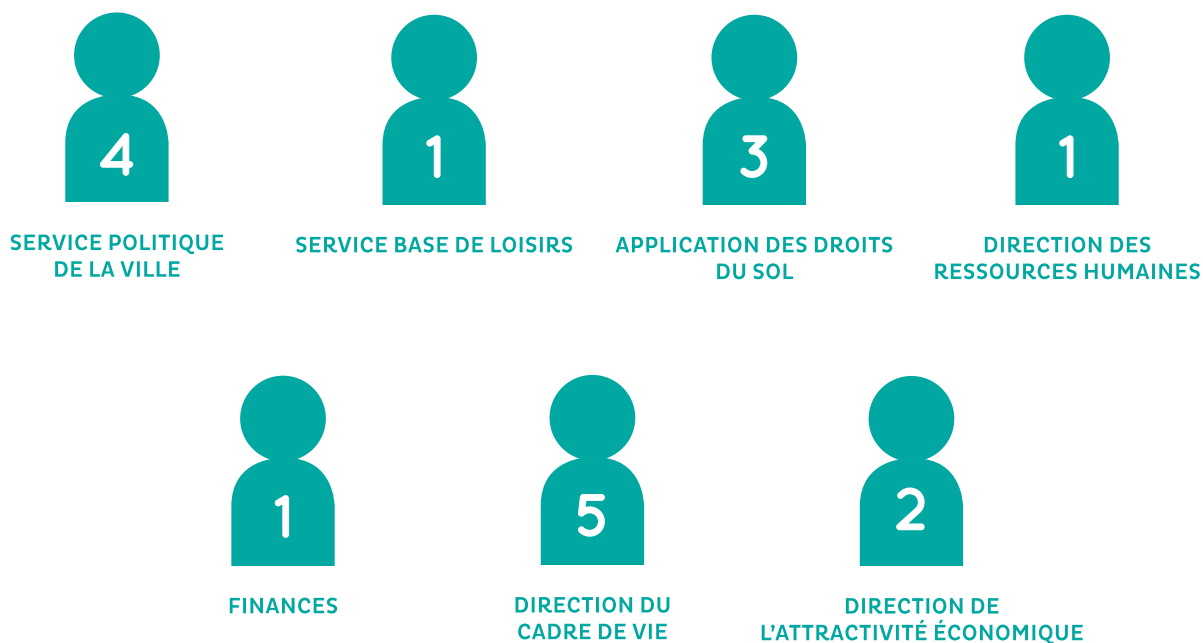 4
1
3
1
SERVICE POLITIQUE
DE LA VILLE
SERVICE BASE DE LOISIRS
APPLICATION DES DROITS
DU SOL
DIRECTION DES
RESSOURCES HUMAINES
1
5
2
FINANCES
DIRECTION DU
CADRE DE VIE
DIRECTION DE
L'ATTRACTIVITÉ ÉCONOMIQUE